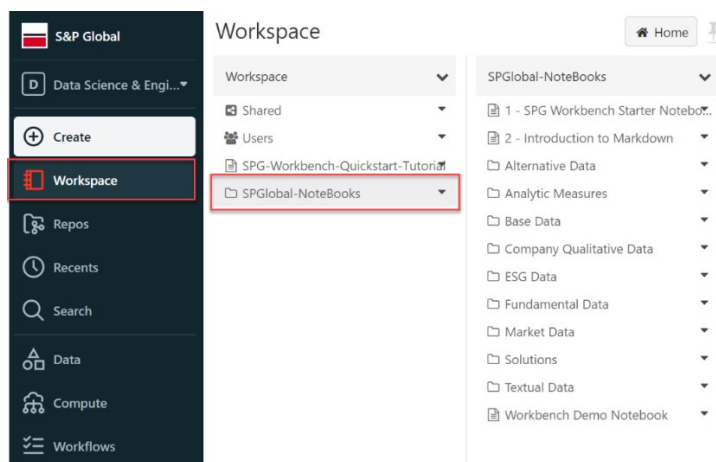 S&P Global
D Data Science & Engi...
Create
Workspace
Repos
Recents
Search
Data
Compute
Workflows
Workspace
Home
Workspace
Shared
Users
SPG-Workbench-Quickstart-Tutorial
SPGlobal-NoteBooks
SPGlobal-NoteBooks
1 - SPG Workbench Starter Notebo...
2 - Introduction to Markdown
Alternative Data
Analytic Measures
Base Data
Company Qualitative Data
ESG Data
Fundamental Data
Market Data
Solutions
Textual Data
Workbench Demo Notebook